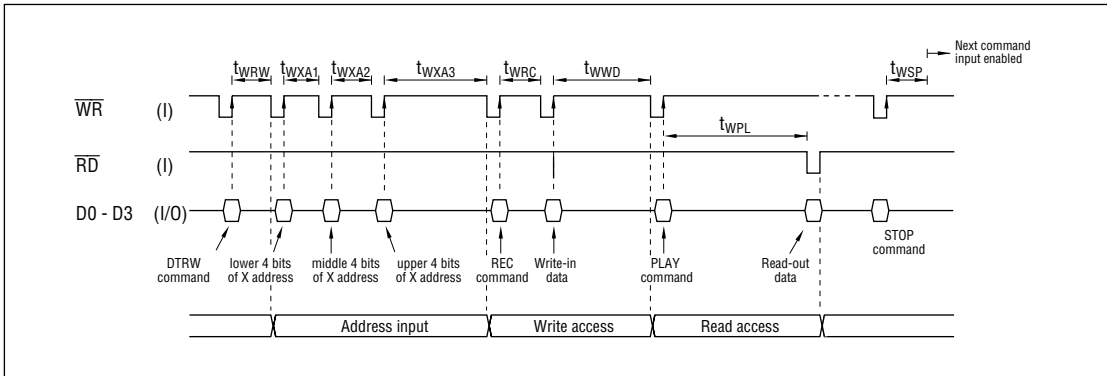 Next command
input enabled
tWRW tWXA1 tWXA2 tWXA3 tWRC tWWD tWSP
WR (I)
tWPL
RD (I)
D0 - D3 (I/O)
DTRW
command
lower 4 bits
of X address
middle 4 bits
of X address
upper 4 bits
of X address
REC
command
Write-in
data
PLAY
command
Read-out
data
STOP
command
Address input Write access Read access